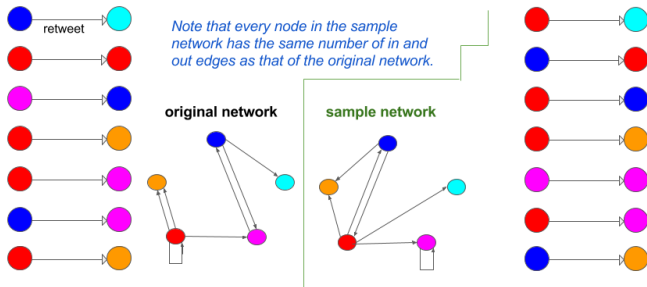 retweet
Note that every node in the sample
network has the same number of in and
out edges as that of the original network.
original network
sample network